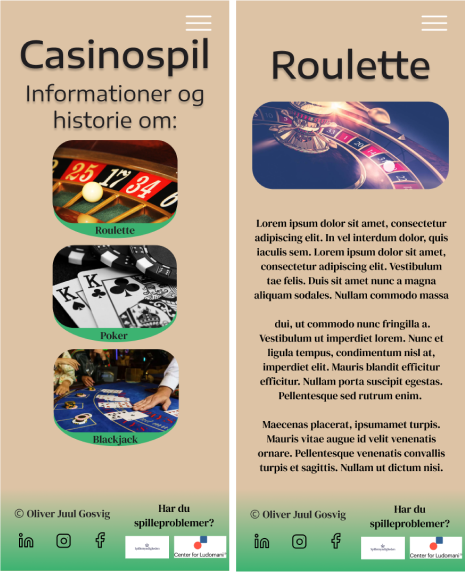 Casinospil
Informationer og
historie om:
25 17 34 8
Roulette
K K
Poker
Blackjack
© Oliver Juul Gosvig
Har du
spilleproblemer?
Center for Ludomani
Roulette
Lorem ipsum dolor sit amet, consectetur
adipiscing elit. In vel interdum dolor, quis
iaculis sem. Lorem ipsum dolor sit amet,
consectetur adipiscing elit. Vestibulum
tae felis. Duis sit amet nunc a magna
aliquam sodales. Nullam commodo massa
dui, ut commodo nunc fringilla a.
Vestibulum ut imperdiet lorem. Nunc et
ligula tempus, condimentum nisl at,
imperdiet elit. Mauris blandit efficitur
efficitur. Nullam porta suscipit egestas.
Pellentesque sed rutrum enim.
Maecenas placerat, ipsumamet turpis.
Mauris vitae augue id velit venenatis
ornare. Pellentesque venenatis convallis
turpis et sagittis. Nullam ut dictum nisi.
© Oliver Juul Gosvig
Har du
spilleproblemer?
Center for Ludomani